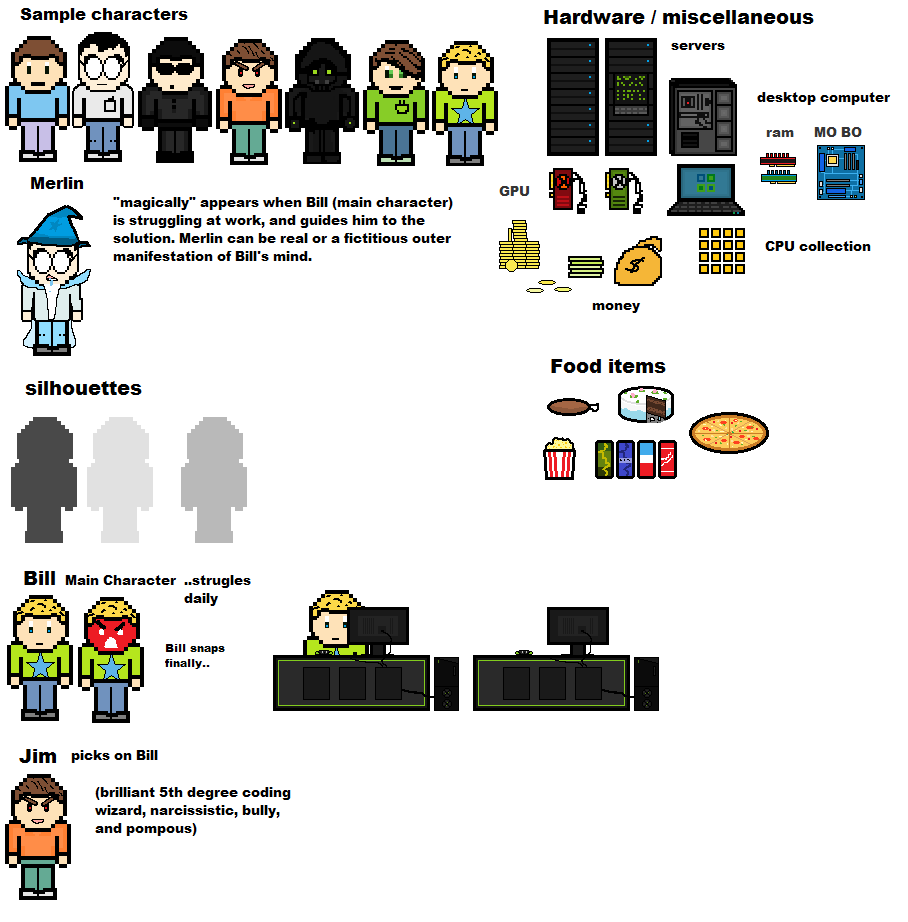 Sample characters
Hardware / miscellaneous
servers
desktop computer
ram
MO BO
Merlin
"magically" appears when Bill (main character)
is struggling at work, and guides him to the
solution. Merlin can be real or a fictitious outer
manifestation of Bill's mind.
GPU
CPU collection
money
Food items
silhouettes
Bill Main Character ..strugles
daily
Bill snaps
finally..
Jim picks on Bill
(brilliant 5th degree coding
wizard, narcissistic, bully,
and pompous)